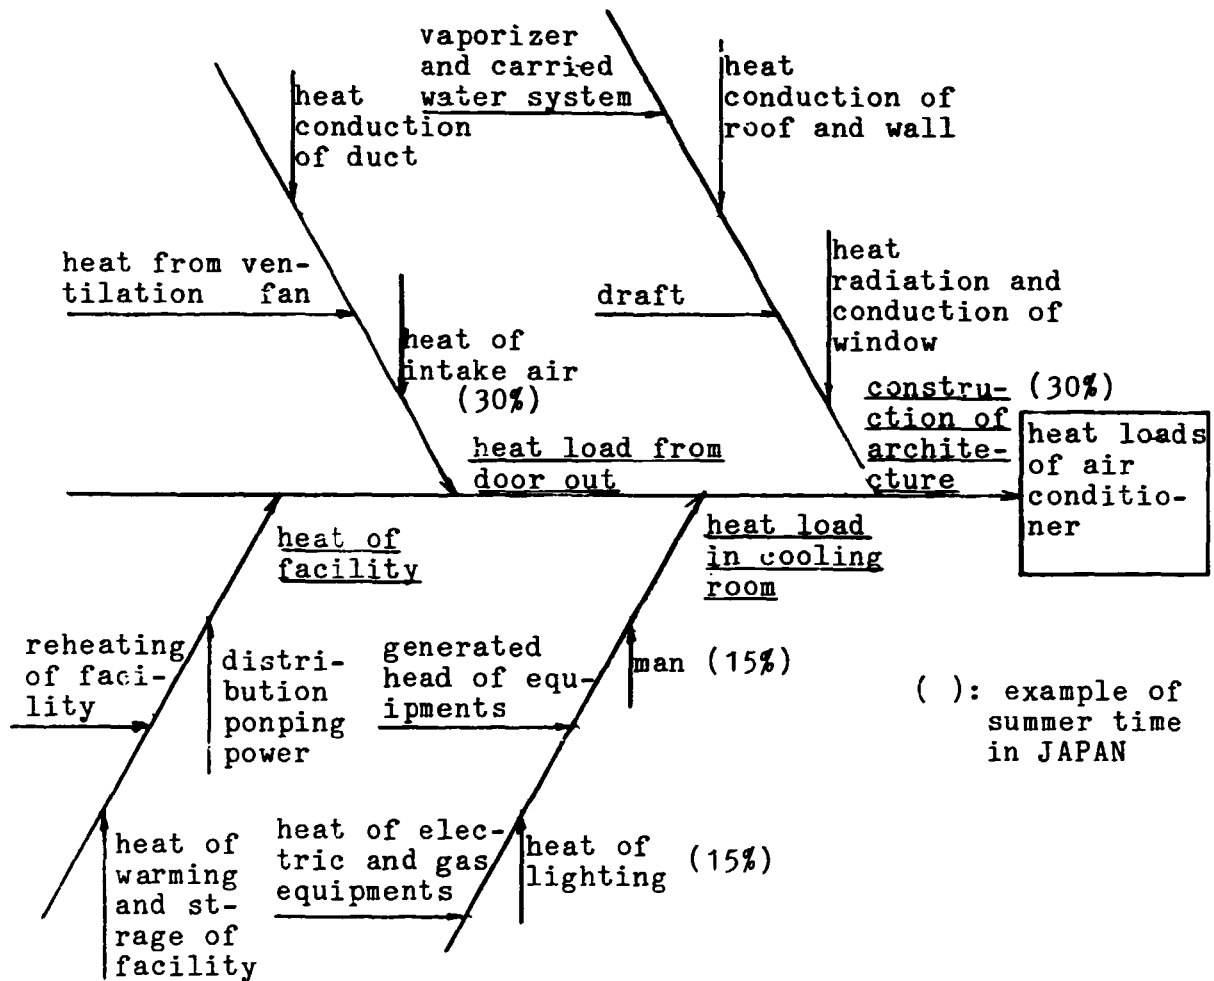 vaporizer
and carried
water system
heat
conduction of
roof and wall
heat
conduction
of duct
heat from ven-
tilation fan
heat of
intake air
(30%)
draft
heat
radiation and
conduction of
window
constru-
ction of
archite-
cture
(30%)
heat load from
door out
heat loads
of air
conditio-
ner
heat of
facility
heat load
in cooling
room
reheating
of faci-
lity
distri-
bution
ponping
power
generated
head of equ-
ipments
man (15%)
( ): example of
summer time
in JAPAN
heat of
warming
and st-
rage of
facility
heat of elec-
tric and gas
equipments
heat of
lighting (15%)